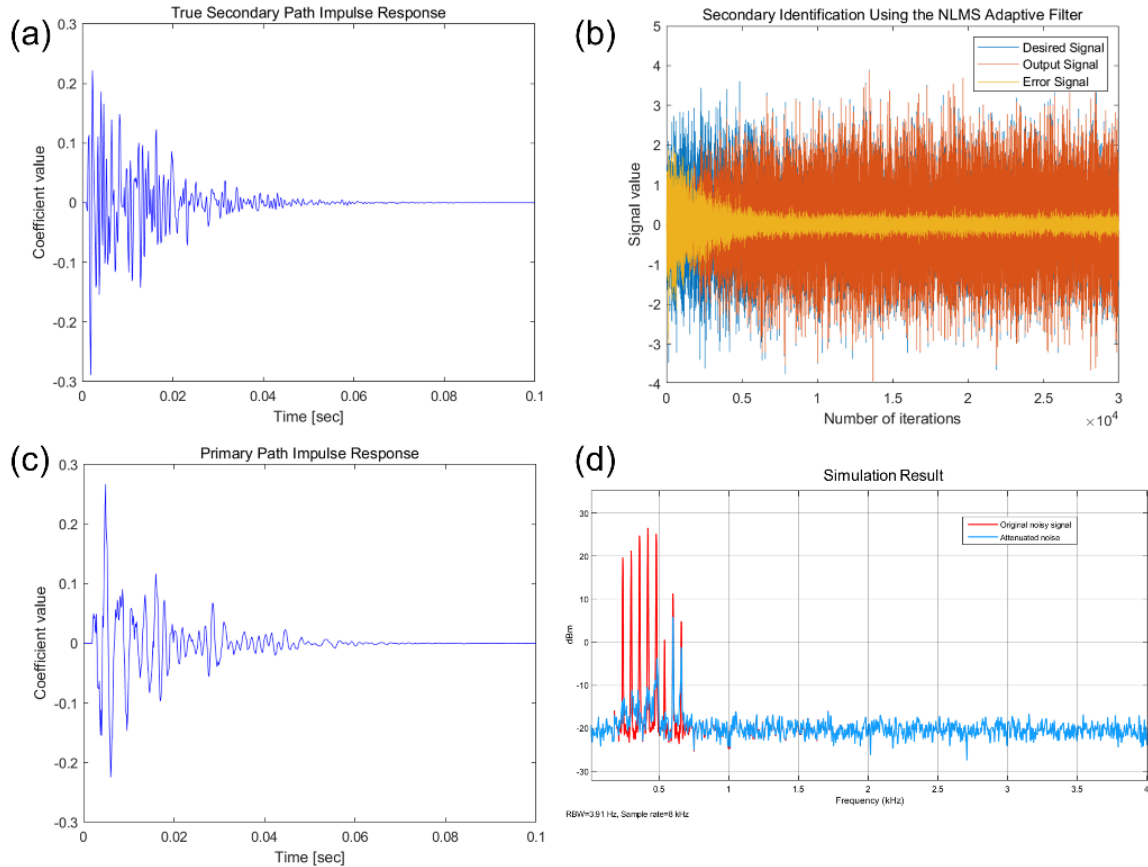 (a)
True Secondary Path Impulse Response
0.3
0.2
0.1
0
-0.1
-0.2
-0.3
Coefficient value
0
0.02
0.04
0.06
0.08
0.1
Time [sec]
(b)
Secondary Identification Using the NLMS Adaptive Filter
Desired Signal
Output Signal
Error Signal
5
4
3
2
1
0
-1
-2
-3
-4
Signal value
0
0.5
1
1.5
2
2.5
3
Number of iterations
×10^4
(c)
Primary Path Impulse Response
0.3
0.2
0.1
0
-0.1
-0.2
-0.3
Coefficient value
0
0.02
0.04
0.06
0.08
0.1
Time [sec]
(d)
Simulation Result
Original noisy signal
Attenuated noise
30
20
10
0
-10
-20
-30
dBm
0.5
1
1.5
2
2.5
3
3.5
4
Frequency (kHz)
RBW=3.91 Hz, Sample rate=8 kHz